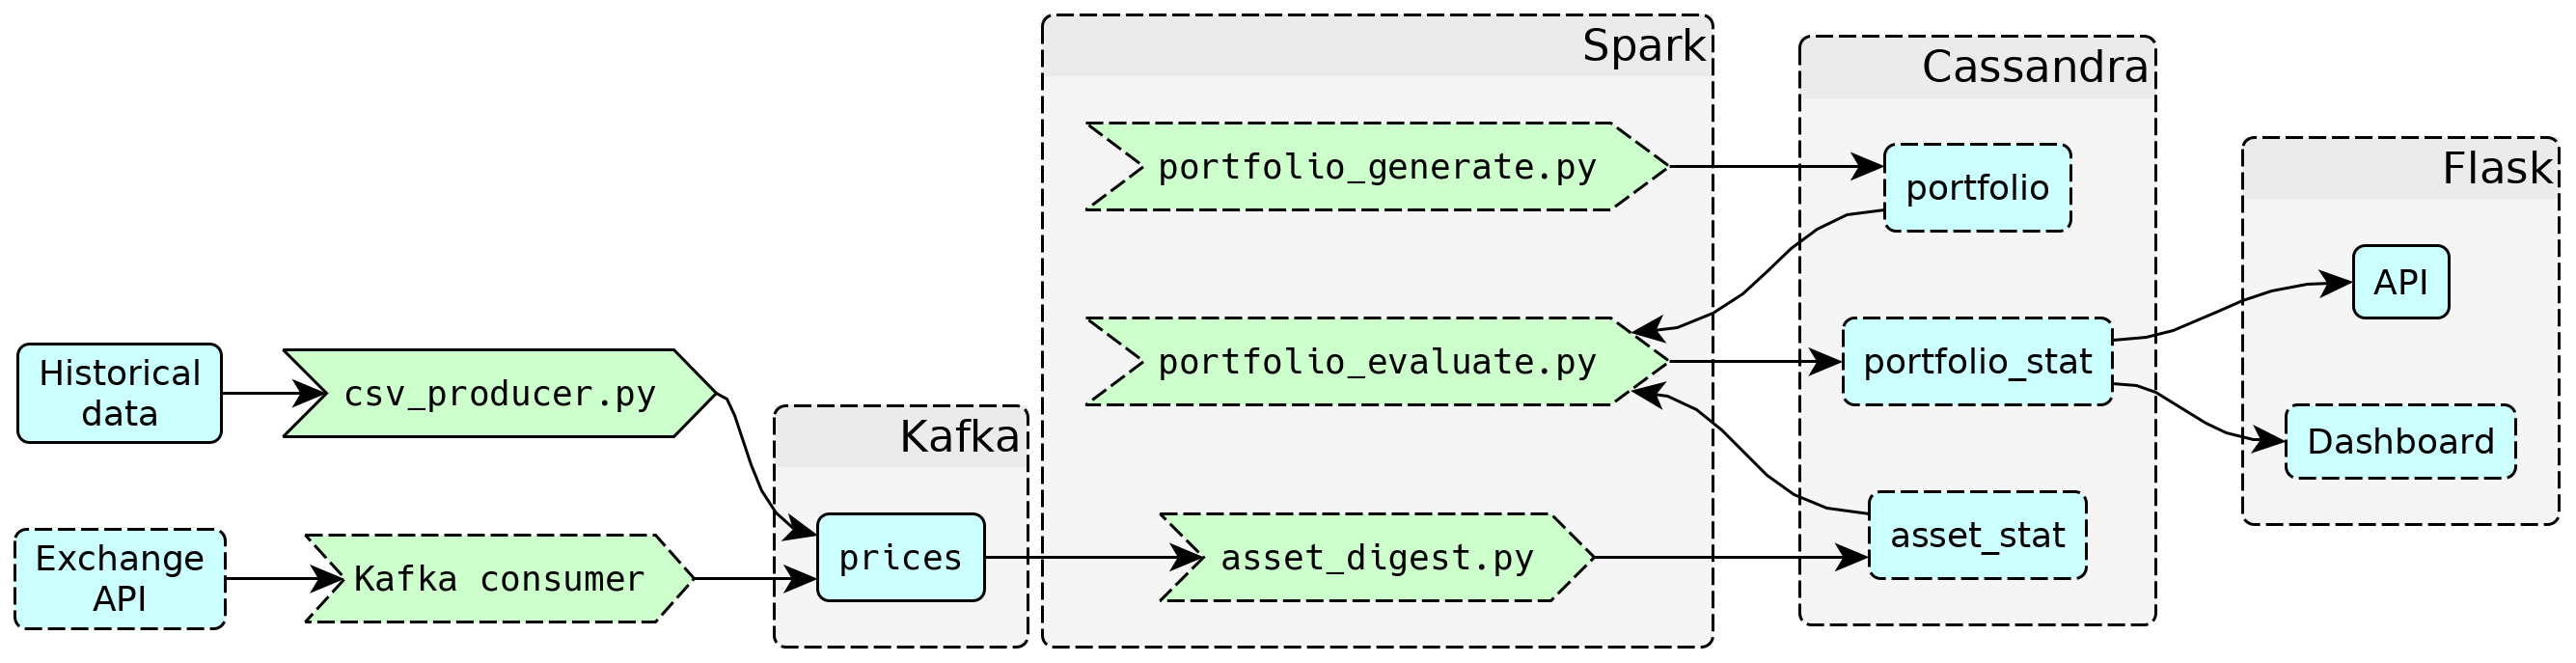 Spark
Cassandra
Flask
Kafka
portfolio_generate.py
portfolio
API
portfolio_evaluate.py
portfolio_stat
Dashboard
Historical
data
csv_producer.py
Exchange
API
Kafka consumer
prices
asset_digest.py
asset_stat